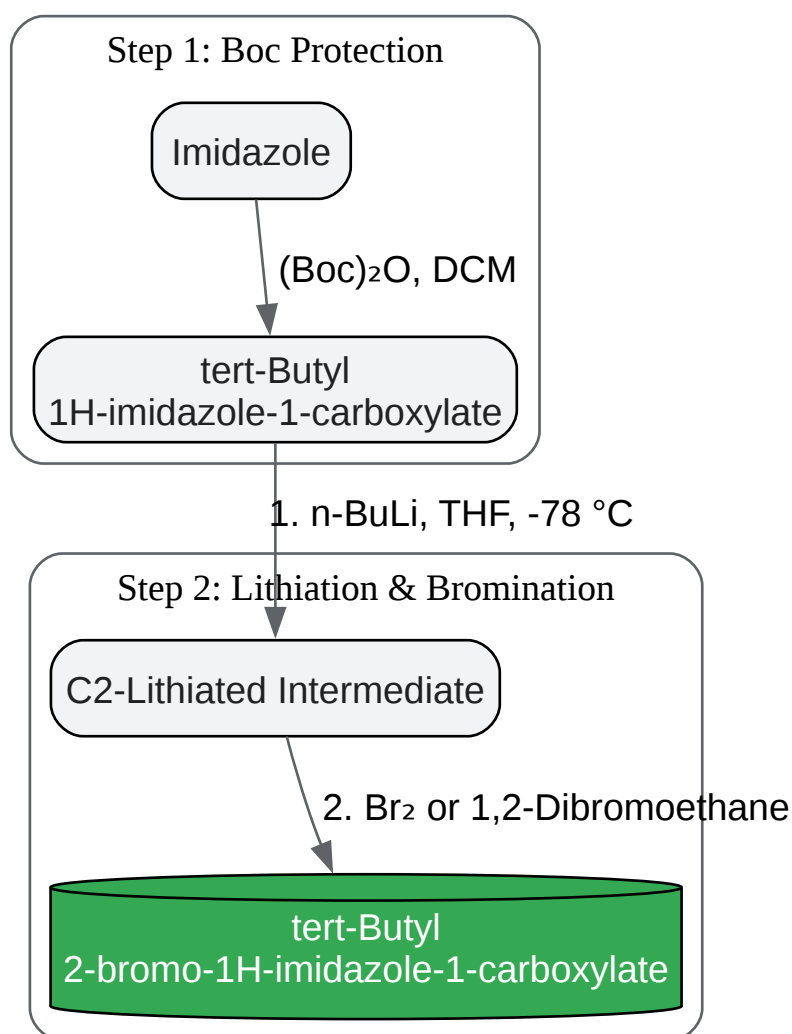 Step 1: Boc Protection
Imidazole
(Boc)₂O, DCM
tert-Butyl
1H-imidazole-1-carboxylate
1. n-BuLi, THF, -78 °C
Step 2: Lithiation & Bromination
C2-Lithiated Intermediate
2. Br₂ or 1,2-Dibromoethane
tert-Butyl
2-bromo-1H-imidazole-1-carboxylate